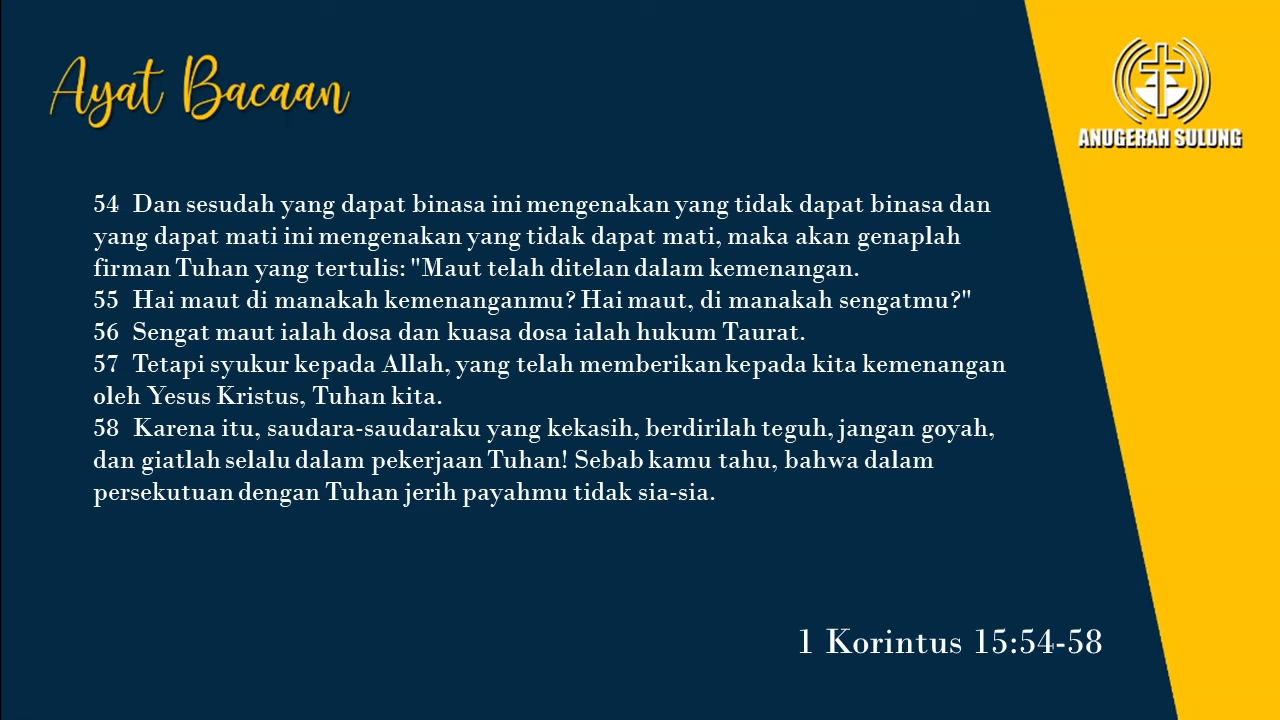 Ayat Bacaan
ANUGERAH SULUNG
54 Dan sesudah yang dapat binasa ini mengenakan yang tidak dapat binasa dan
yang dapat mati ini mengenakan yang tidak dapat mati, maka akan genaplah
firman Tuhan yang tertulis: "Maut telah ditelan dalam kemenangan.
55 Hai maut di manakah kemenanganmu? Hai maut, di manakah sengatmu?"
56 Sengat maut ialah dosa dan kuasa dosa ialah hukum Taurat.
57 Tetapi syukur kepada Allah, yang telah memberikan kepada kita kemenangan
oleh Yesus Kristus, Tuhan kita.
58 Karena itu, saudara-saudaraku yang kekasih, berdirilah teguh, jangan goyah,
dan giatlah selalu dalam pekerjaan Tuhan! Sebab kamu tahu, bahwa dalam
persekutuan dengan Tuhan jerih payahmu tidak sia-sia.
1 Korintus 15:54-58